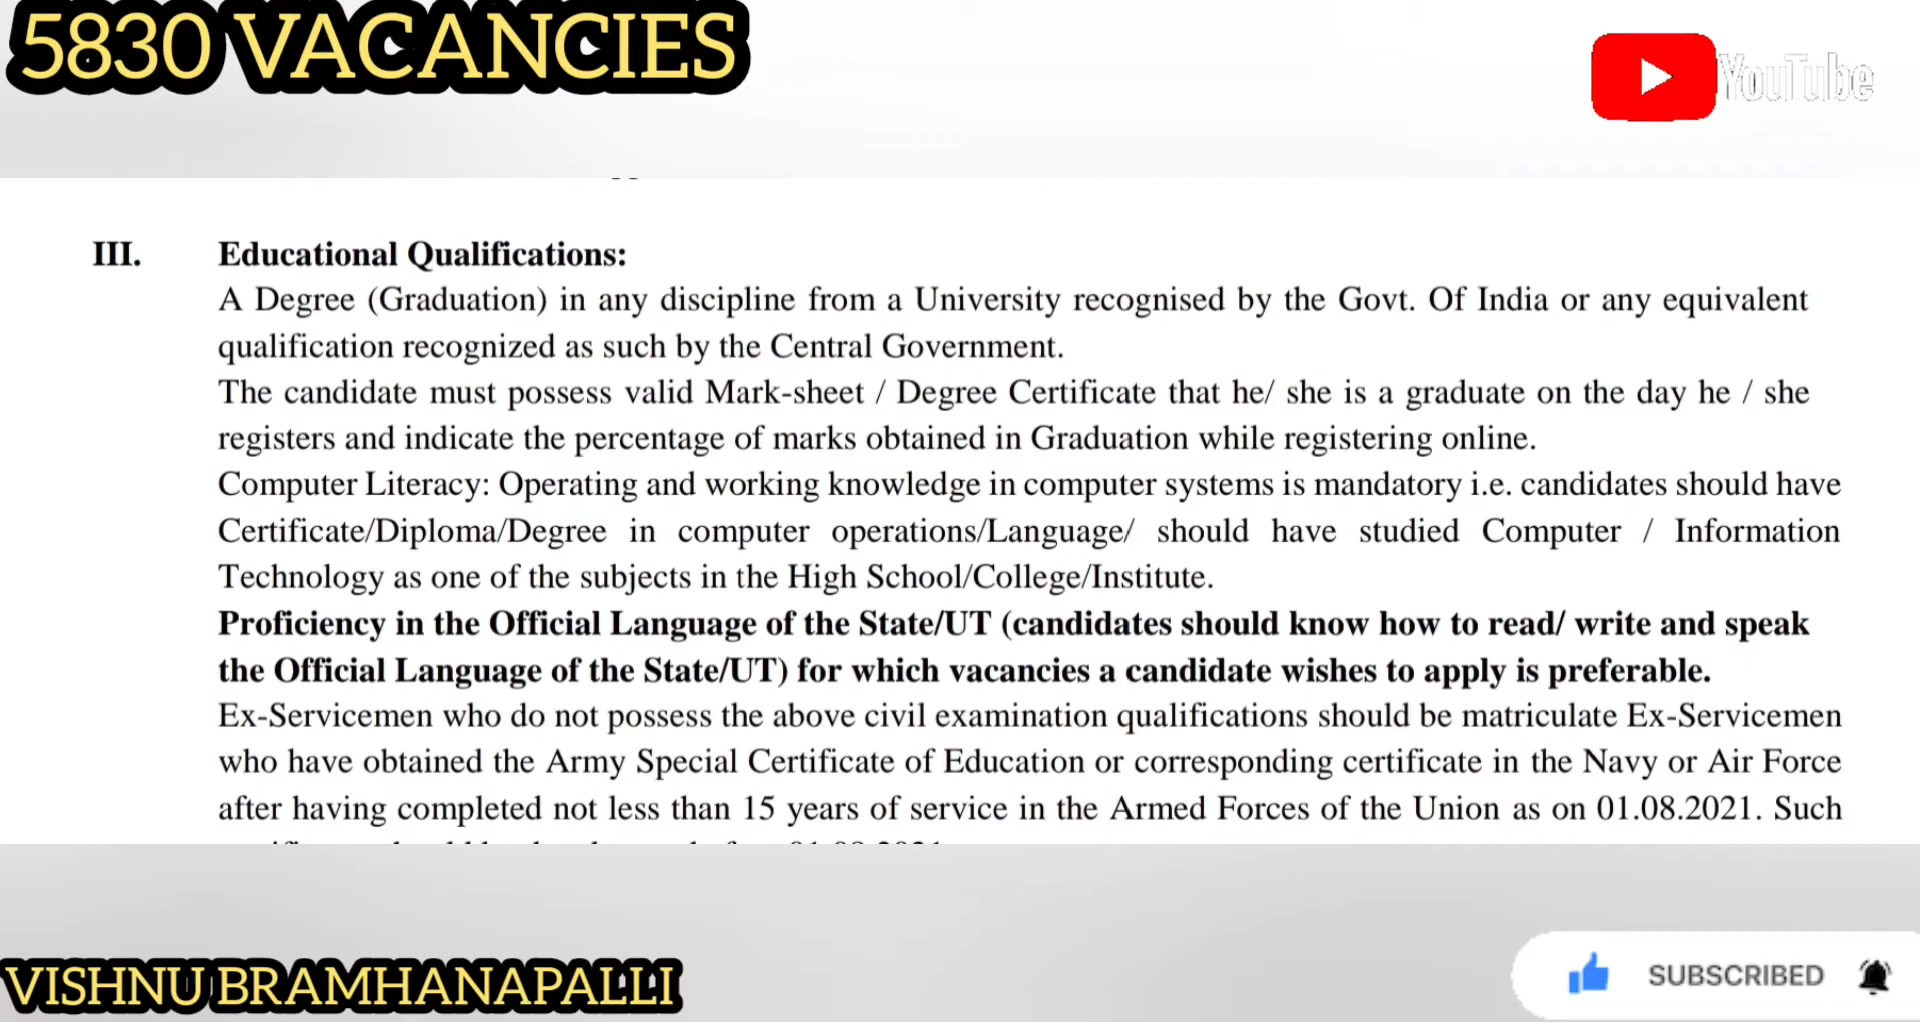 5830 VACANCIES
YouTube
III. Educational Qualifications:
A Degree (Graduation) in any discipline from a University recognised by the Govt. Of India or any equivalent
qualification recognized as such by the Central Government.
The candidate must possess valid Mark-sheet / Degree Certificate that he/ she is a graduate on the day he / she
registers and indicate the percentage of marks obtained in Graduation while registering online.
Computer Literacy: Operating and working knowledge in computer systems is mandatory i.e. candidates should have
Certificate/Diploma/Degree in computer operations/Language/ should have studied Computer / Information
Technology as one of the subjects in the High School/College/Institute.
Proficiency in the Official Language of the State/UT (candidates should know how to read/ write and speak
the Official Language of the State/UT) for which vacancies a candidate wishes to apply is preferable.
Ex-Servicemen who do not possess the above civil examination qualifications should be matriculate Ex-Servicemen
who have obtained the Army Special Certificate of Education or corresponding certificate in the Navy or Air Force
after having completed not less than 15 years of service in the Armed Forces of the Union as on 01.08.2021. Such
VISHNU BRAMHANAPALLI
SUBSCRIBED